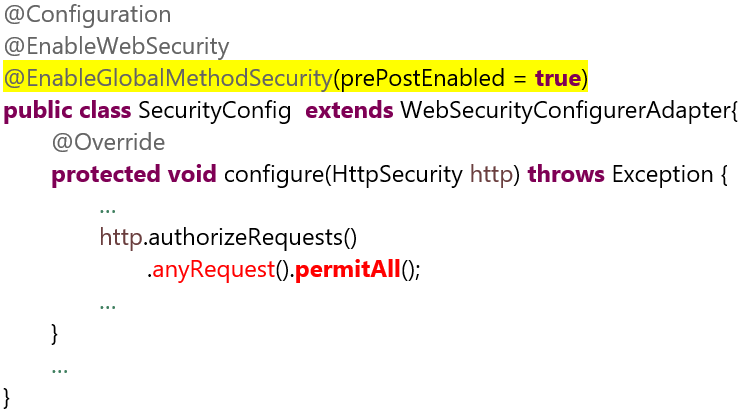 @Configuration
@EnableWebSecurity
@EnableGlobalMethodSecurity(prePostEnabled = true)
public class SecurityConfig  extends WebSecurityConfigurerAdapter{
@Override
protected void configure(HttpSecurity http) throws Exception {
...
http.authorizeRequests()
.anyRequest().permitAll();
...
}
...
}